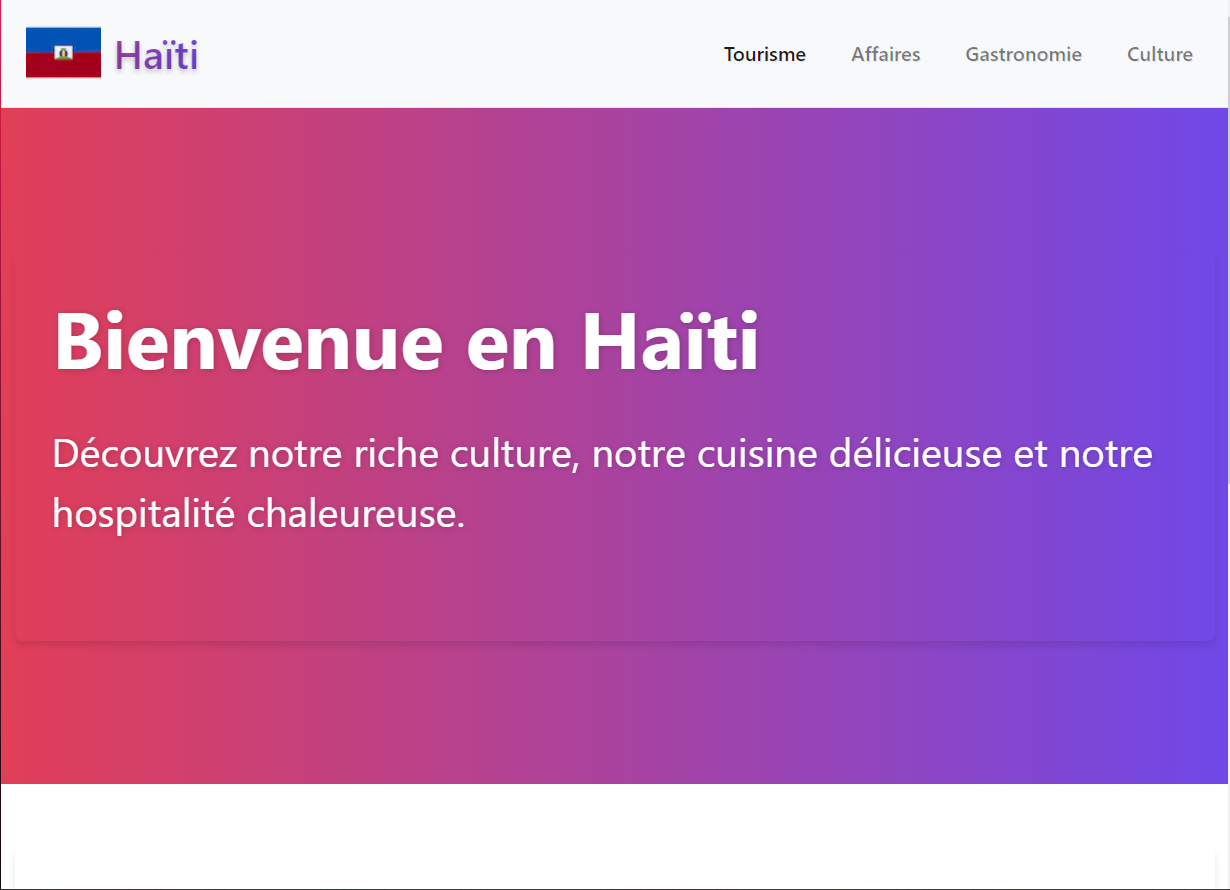 Haïti
Tourisme
Affaires
Gastronomie
Culture
Bienvenue en Haïti
Découvrez notre riche culture, notre cuisine délicieuse et notre
hospitalité chaleureuse.